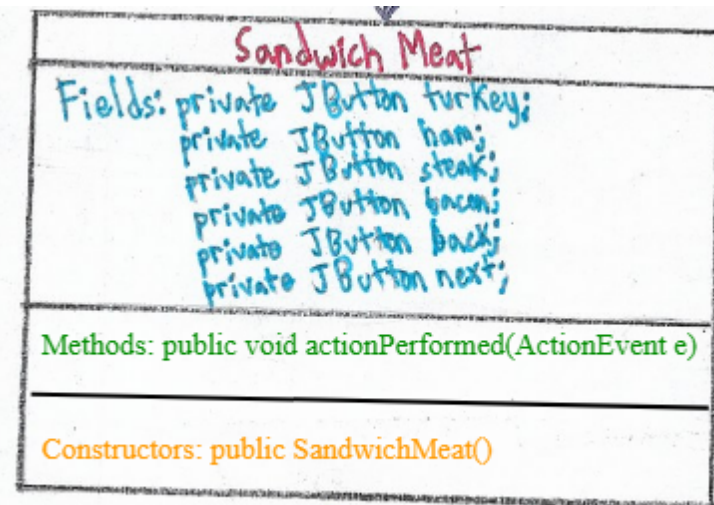 Sandwich Meat
Fields: private JButton turkey;
private JButton ham;
private JButton steak;
private JButton bacon;
private JButton back;
private JButton next;
Methods: public void actionPerformed(ActionEvent e)
Constructors: public SandwichMeat()